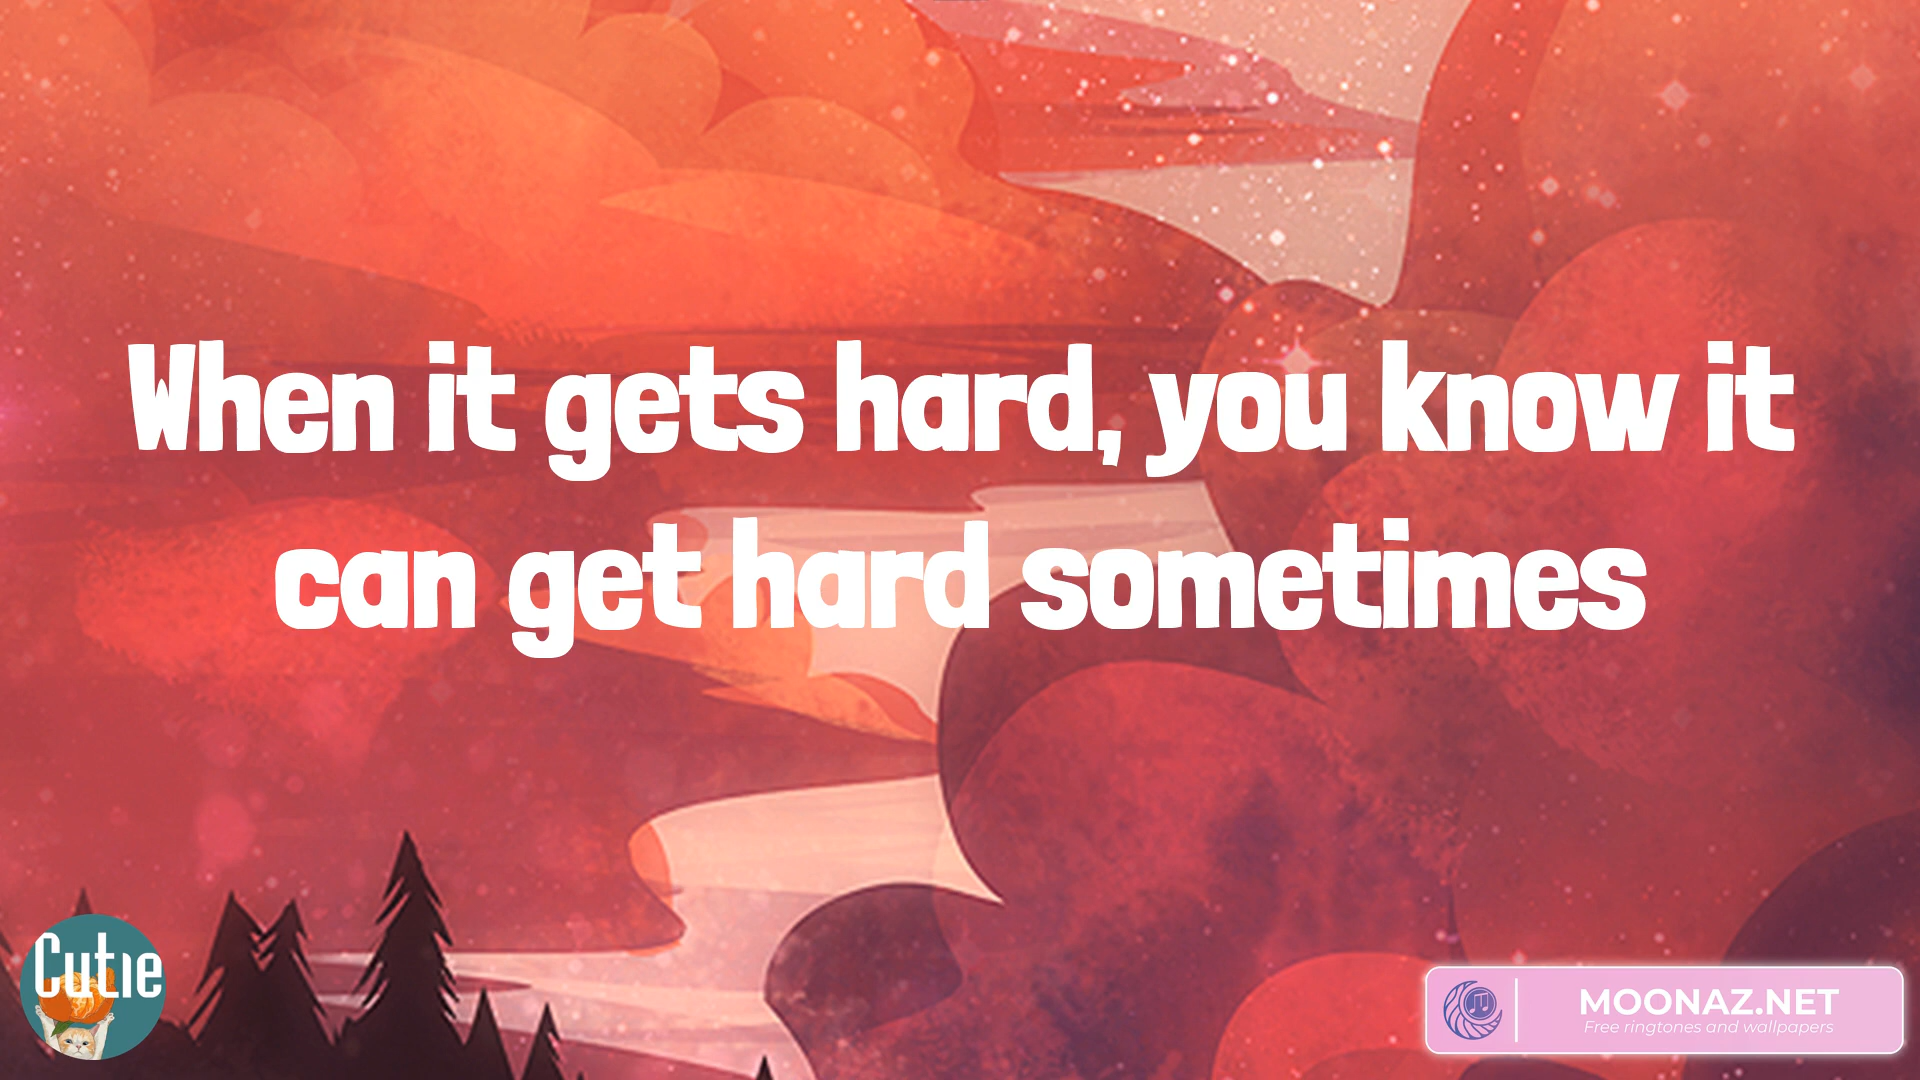 When it gets hard, you know it
can get hard sometimes
Cutie
MOONAZ.NET
Free ringtones and wallpapers